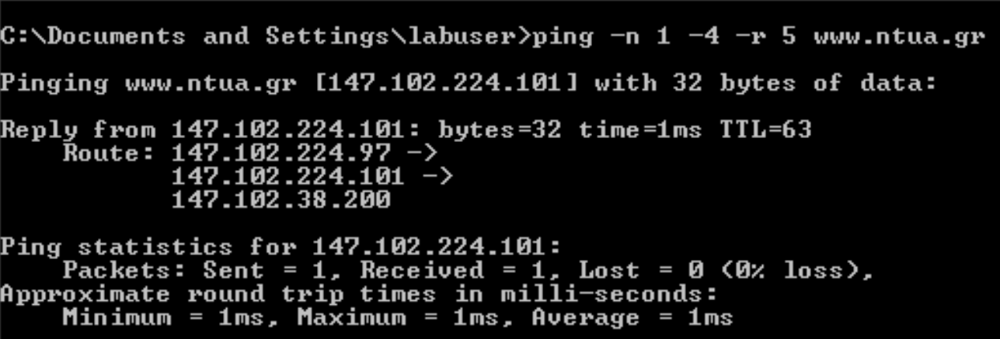 C:\Documents and Settings\labuser>ping -n 1 -4 -r 5 www.ntua.gr
Pinging www.ntua.gr [147.102.224.101] with 32 bytes of data:
Reply from 147.102.224.101: bytes=32 time=1ms TTL=63
Route: 147.102.224.97 ->
147.102.224.101 ->
147.102.38.200
Ping statistics for 147.102.224.101:
Packets: Sent = 1, Received = 1, Lost = 0 (0% loss),
Approximate round trip times in milli-seconds:
Minimum = 1ms, Maximum = 1ms, Average = 1ms